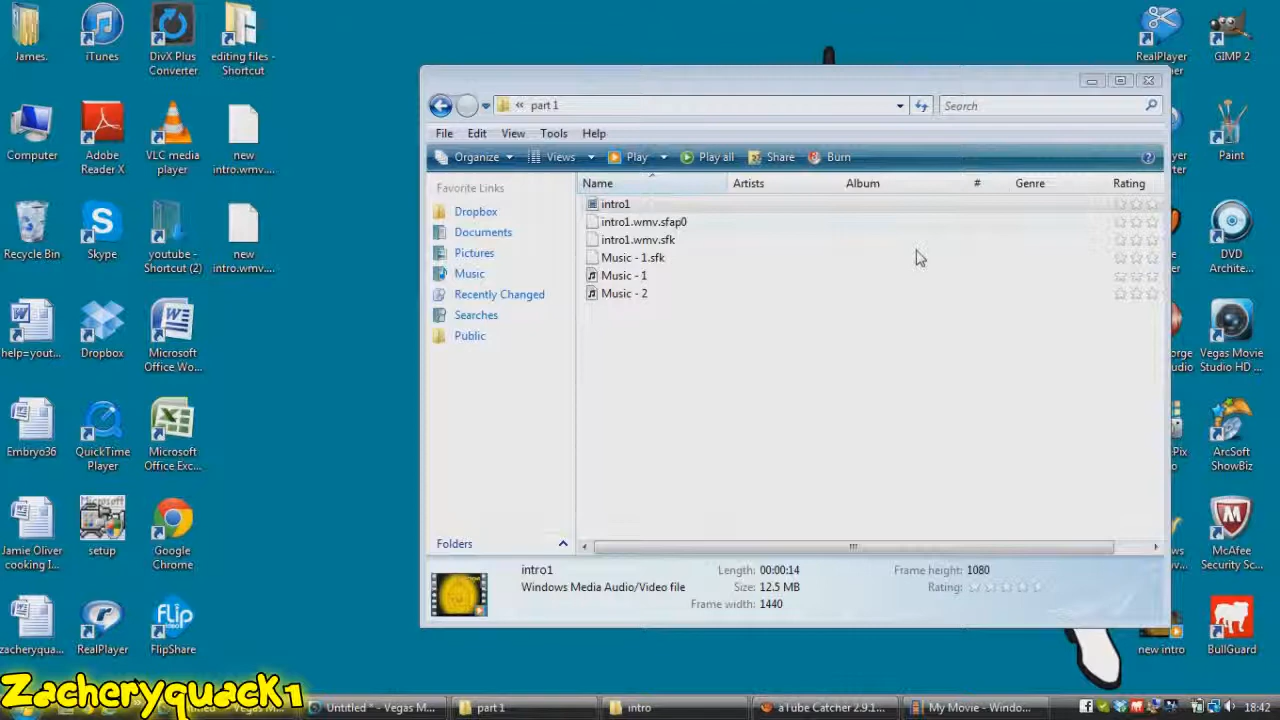 James.
iTunes
DivX Plus
Converter
editing files -
Shortcut
RealPlayer
GIMP 2
part 1
Search
File Edit View Tools Help
Organize Views Play Play all Share Burn
Computer
Adobe
Reader X
VLC media
player
new
intro.wmv....
Paint
Favorite Links
Dropbox
Documents
Pictures
Music
Recently Changed
Searches
Public
Folders
Name Artists Album # Genre Rating
intro1
intro1.wmv.sfap0
intro1.wmv.sfk
Music - 1.sfk
Music - 1
Music - 2
Recycle Bin
Skype
youtube -
Shortcut (2)
new
intro.wmv....
DVD
Archite...
help=yout...
Dropbox
Microsoft
Office Wo...
Vegas Movie
Studio HD ...
Embryo36
QuickTime
Player
Microsoft
Office Exc...
ArcSoft
ShowBiz
Jamie Oliver
cooking I...
Microsoft
setup
Google
Chrome
McAfee
Security Sc...
zacheryqua...
RealPlayer
flip
video
FlipShare
new intro
BullGuard
intro1
Windows Media Audio/Video file
Length: 00:00:14
Size: 12.5 MB
Frame width: 1440
Frame height: 1080
Rating:
Zacheryquack1
Untitled * - Vegas M...
part 1
intro
aTube Catcher 2.9.1...
My Movie - Windo...
18:42